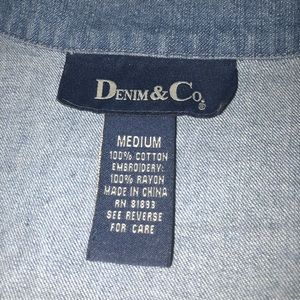 DENIM & CO.®
MEDIUM
100% COTTON
EMBROIDERY:
100% RAYON
MADE IN CHINA
RN 81893
SEE REVERSE
FOR CARE